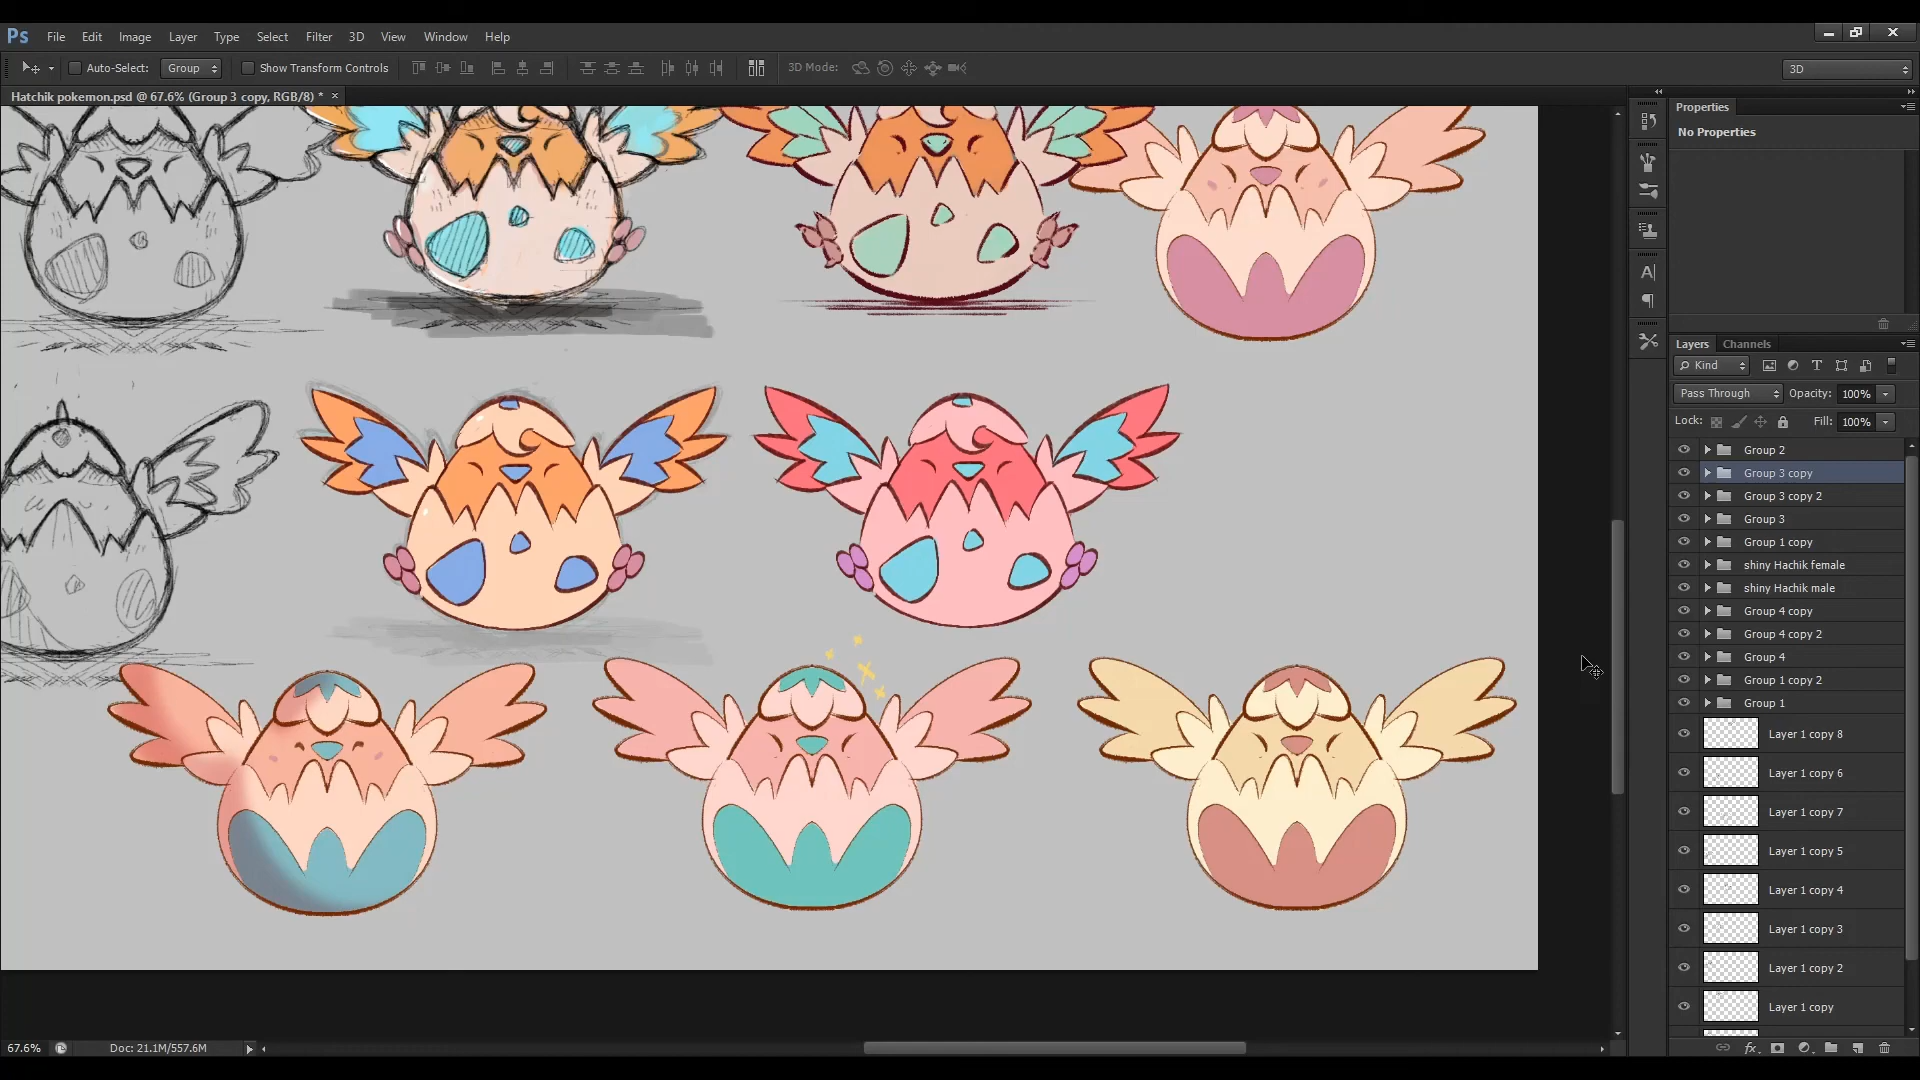 Ps File Edit Image Layer Type Select Filter 3D View Window Help
Auto-Select: Group Show Transform Controls 3D Mode: 3D
Hatchik pokemon.psd @ 67.6% (Group 3 copy, RGB/8) * ×
Properties
No Properties
Layers Channels
Kind
Pass Through Opacity: 100%
Lock: Fill: 100%
Group 2
Group 3 copy
Group 3 copy 2
Group 3
Group 1 copy
shiny Hachik female
shiny Hachik male
Group 4 copy
Group 4 copy 2
Group 4
Group 1 copy 2
Group 1
Layer 1 copy 8
Layer 1 copy 6
Layer 1 copy 7
Layer 1 copy 5
Layer 1 copy 4
Layer 1 copy 3
Layer 1 copy 2
Layer 1 copy
67.6% Doc: 21.1M/557.6M